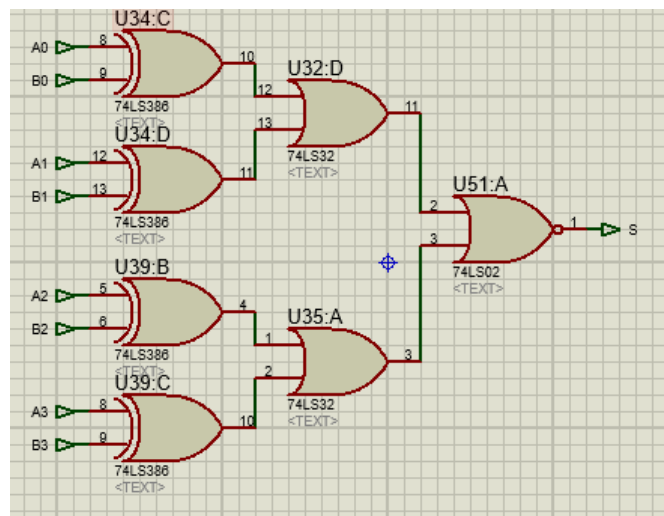 U34:C
A0 8 10
B0 9
74LS386
<TEXT>
U32:D
12 11
13
74LS32
<TEXT>
U34:D
A1 12 11
B1 13
74LS386
<TEXT>
U51:A
2 1 S
3
74LS02
<TEXT>
U39:B
A2 5 4
B2 6
74LS386
<TEXT>
U35:A
1 3
2
74LS32
<TEXT>
U39:C
A3 8 10
B3 9
74LS386
<TEXT>